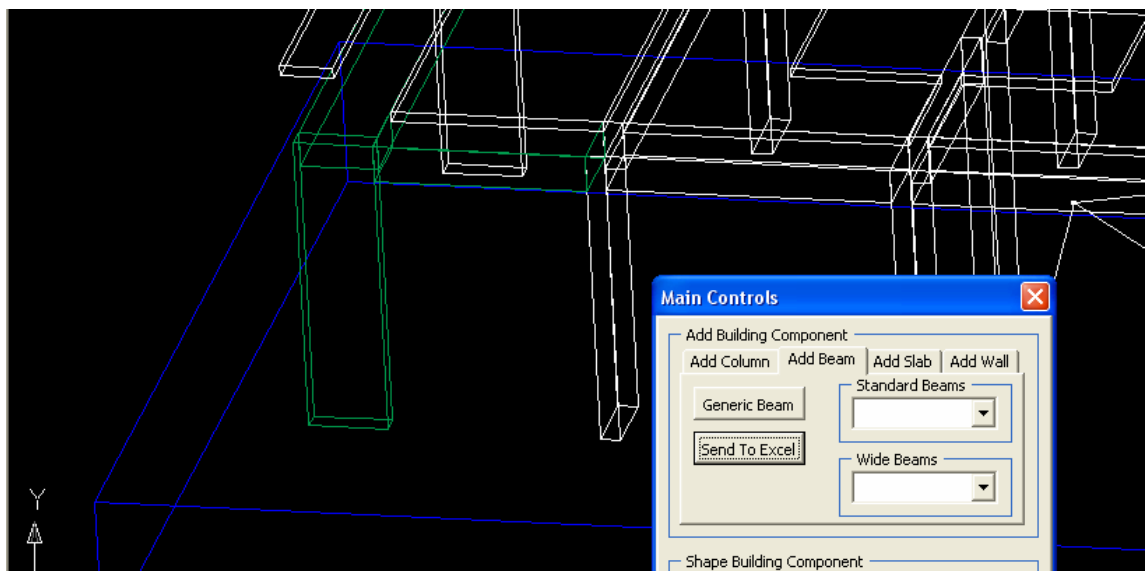 Main Controls
Add Building Component
Add Column Add Beam Add Slab Add Wall
Generic Beam
Standard Beams
Send To Excel
Wide Beams
Shape Building Component
Y